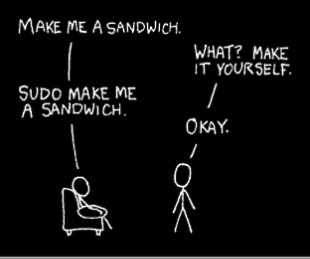 MAKE ME A SANDWICH.
WHAT? MAKE
IT YOURSELF.
SUDO MAKE ME
A SANDWICH.
OKAY.